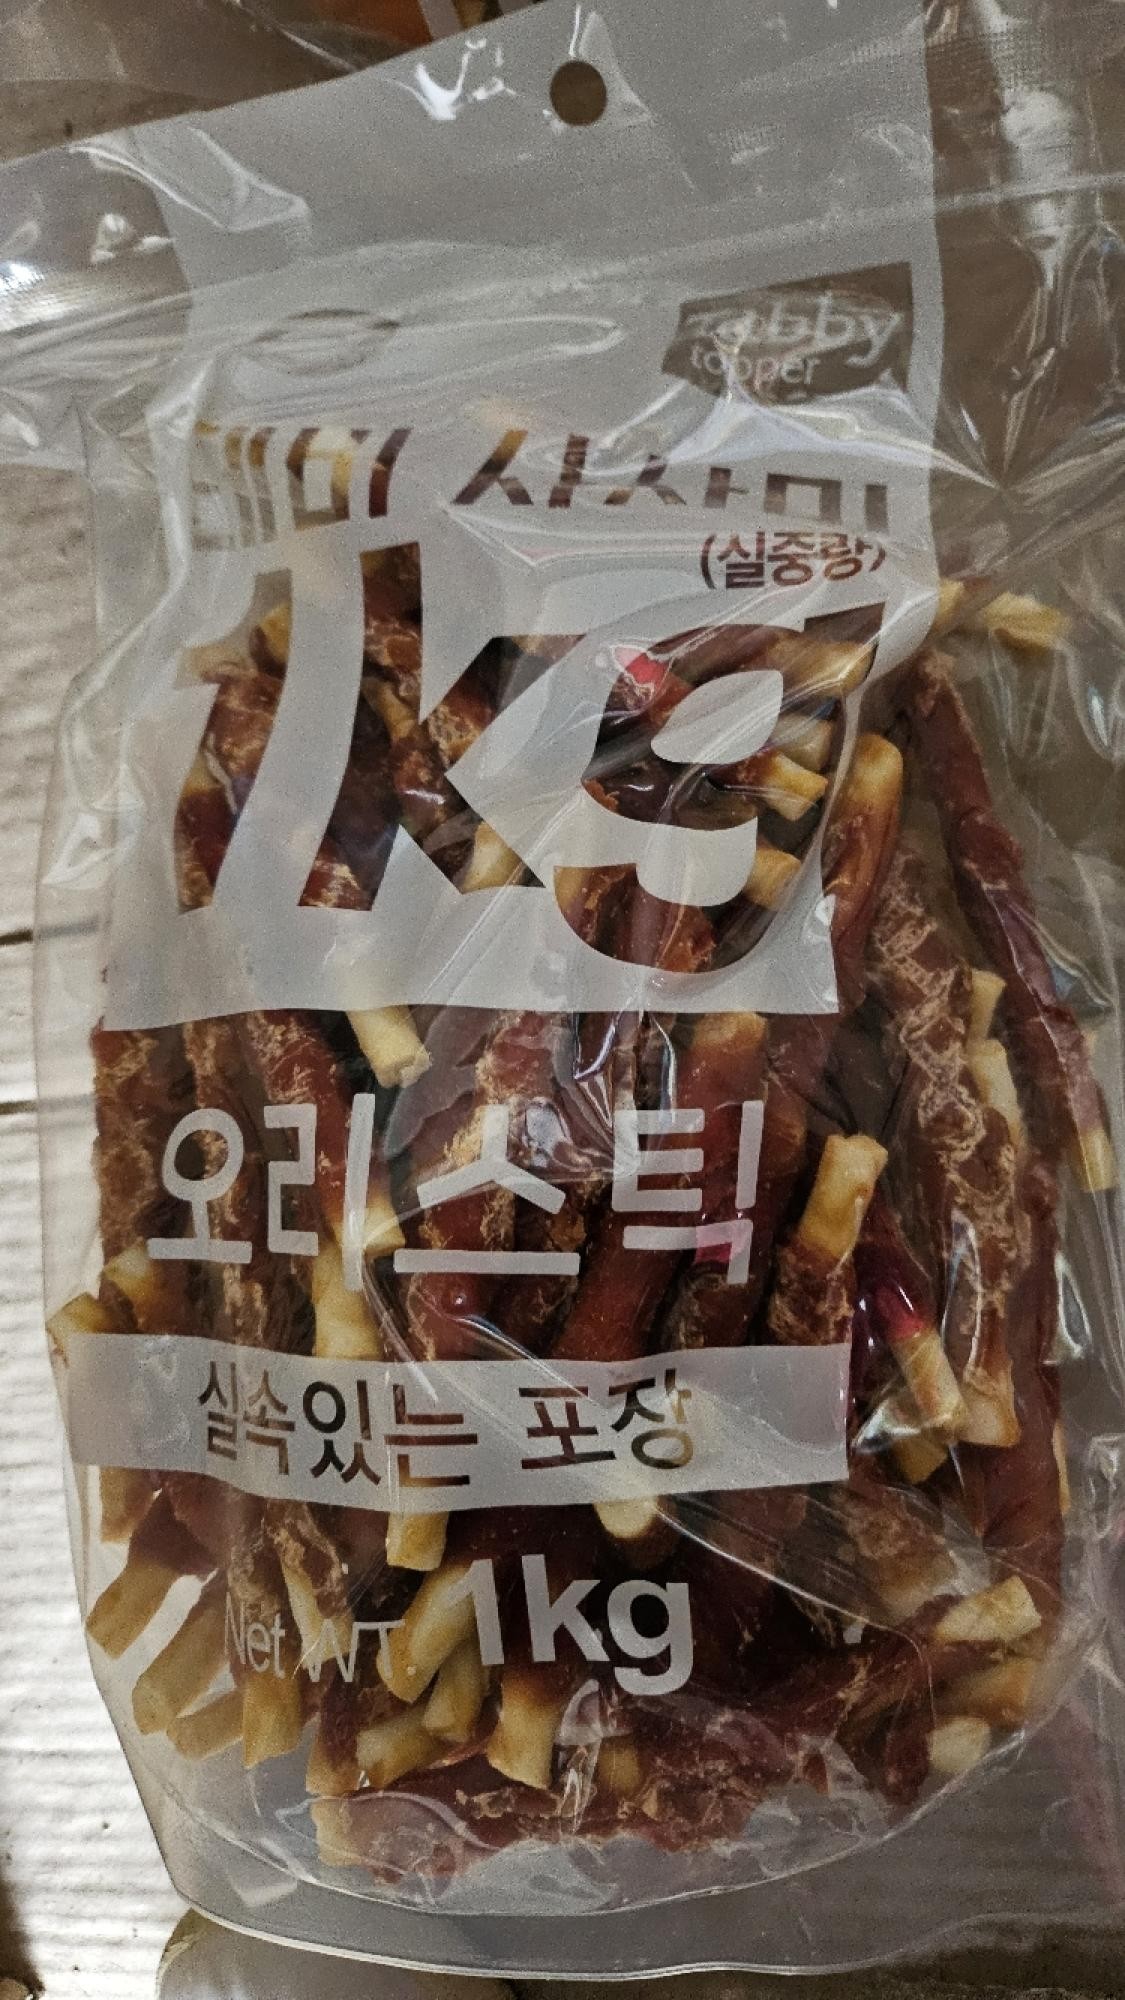 tabby
topper
테비 사사미
(실중량)
1kg
오리스틱
실속있는 포장
Net WT. 1kg